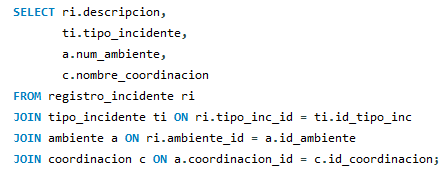 SELECT ri.descripcion,
       ti.tipo_incidente,
       a.num_ambiente,
       c.nombre_coordinacion
FROM registro_incidente ri
JOIN tipo_incidente ti ON ri.tipo_inc_id = ti.id_tipo_inc
JOIN ambiente a ON ri.ambiente_id = a.id_ambiente
JOIN coordinacion c ON a.coordinacion_id = c.id_coordinacion;